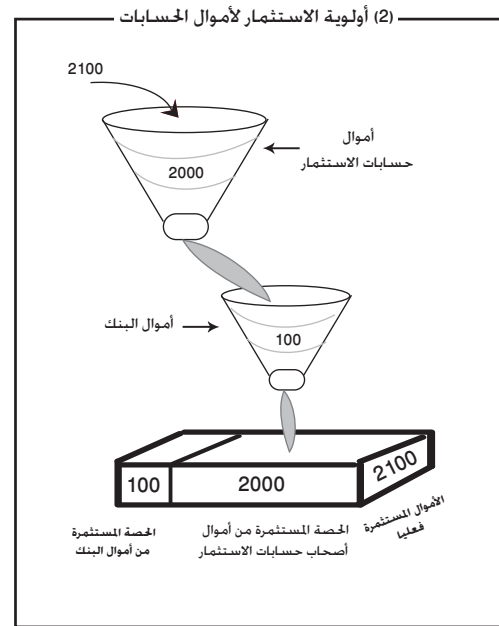 (2) أولوية الاستثمار لأموال الحسابات
2100
أموال
حسابات الاستثمار
2000
أموال البنك
100
100
2000
2100
الأموال المستثمرة
فعليا
الحصة المستثمرة من أموال
أصحاب حسابات الاستثمار
الحصة المستثمرة
من أموال البنك